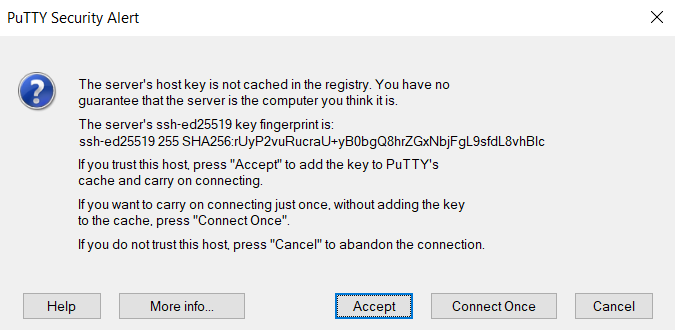 PuTTY Security Alert
The server's host key is not cached in the registry. You have no
guarantee that the server is the computer you think it is.
The server's ssh-ed25519 key fingerprint is:
ssh-ed25519 255 SHA256:rUyP2vuRucraU+yB0bgQ8hrZGxNbjFgL9sfdL8vhBIc
If you trust this host, press "Accept" to add the key to PuTTY's
cache and carry on connecting.
If you want to carry on connecting just once, without adding the key
to the cache, press "Connect Once".
If you do not trust this host, press "Cancel" to abandon the connection.
Help
More info...
Accept
Connect Once
Cancel